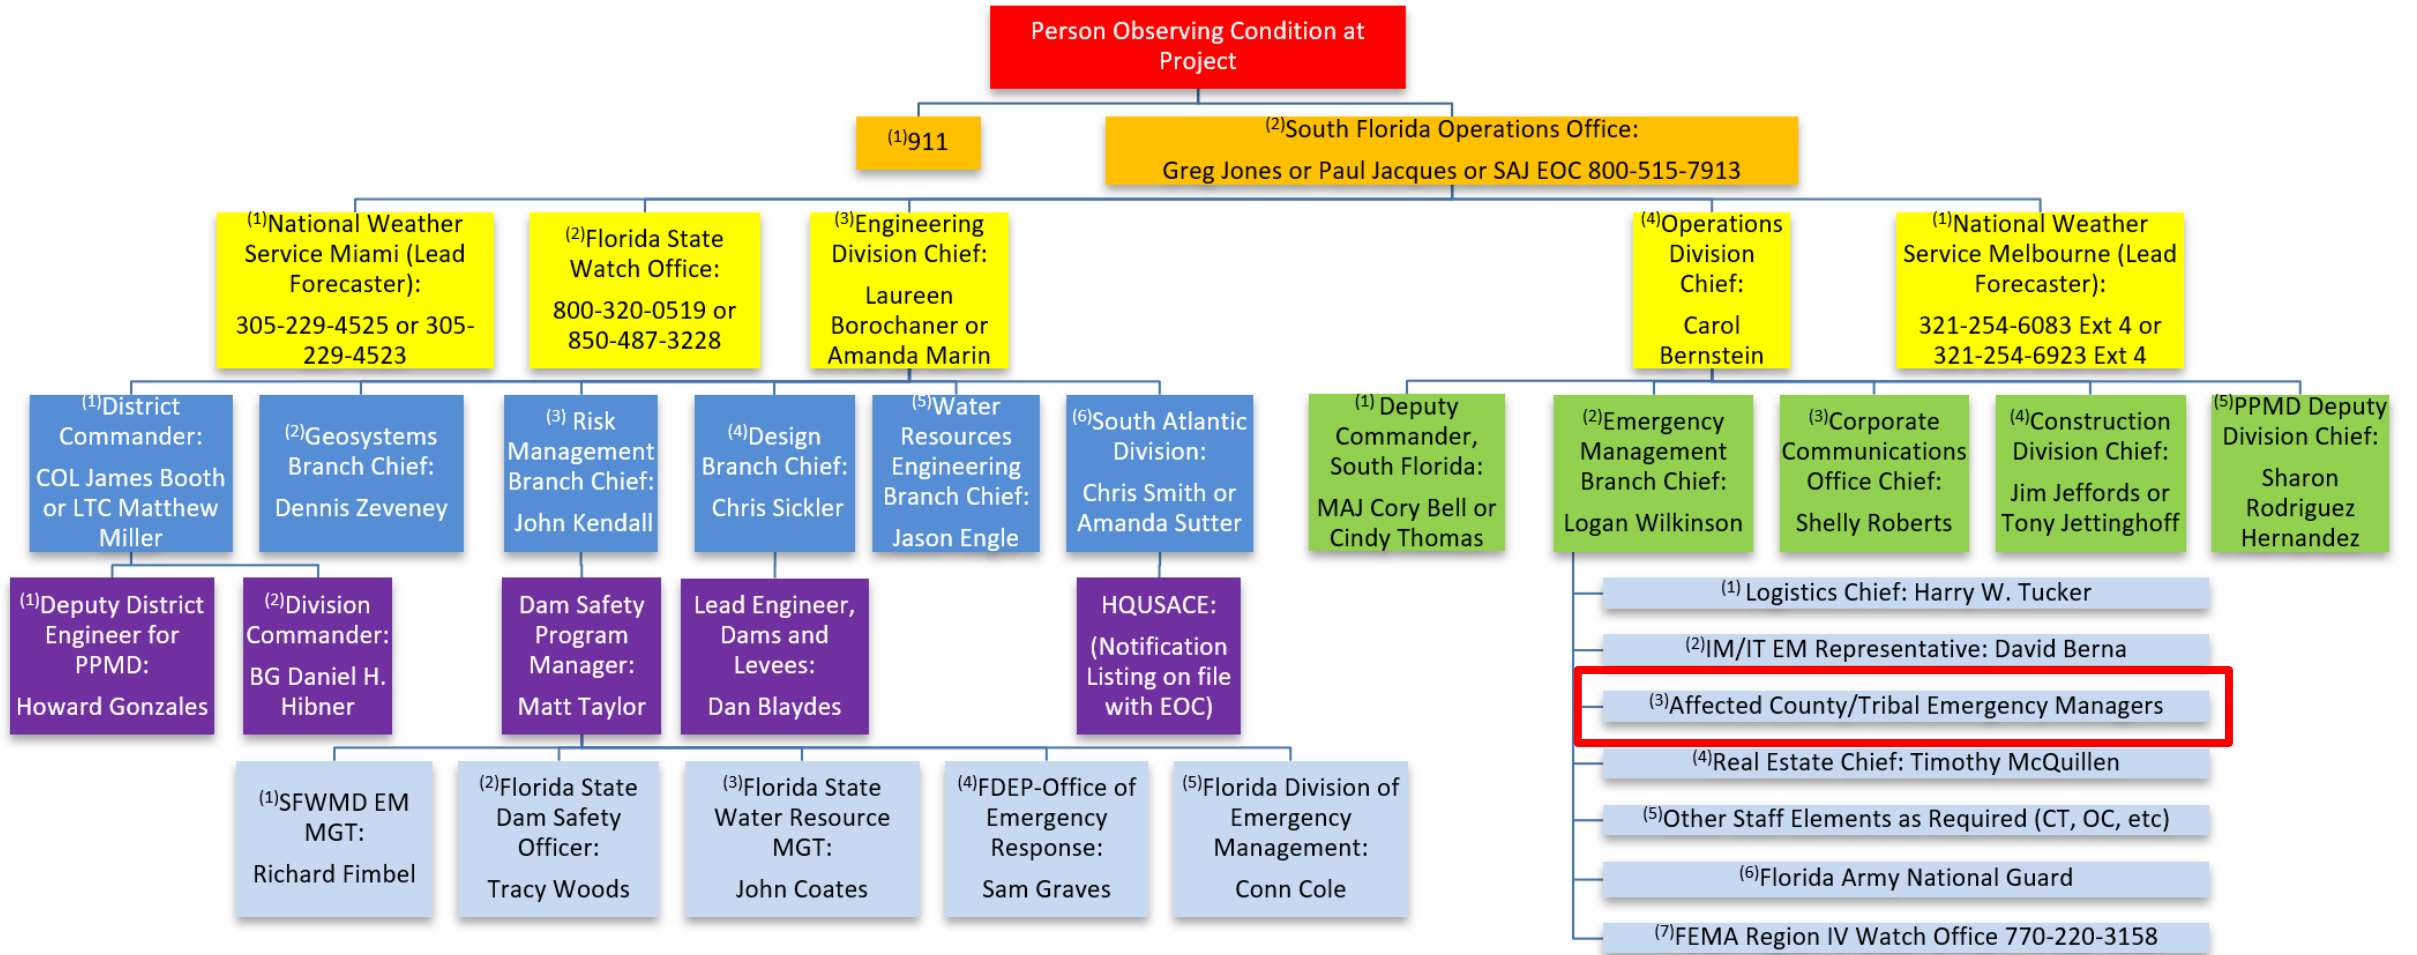 Person Observing Condition at
Project
(1)911
(2)South Florida Operations Office:
Greg Jones or Paul Jacques or SAJ EOC 800-515-7913
(1)National Weather
Service Miami (Lead
Forecaster):
305-229-4525 or 305-
229-4523
(2)Florida State
Watch Office:
800-320-0519 or
850-487-3228
(3)Engineering
Division Chief:
Laureen
Borochaner or
Amanda Marin
(4)Operations
Division
Chief:
Carol
Bernstein
(1)National Weather
Service Melbourne (Lead
Forecaster):
321-254-6083 Ext 4 or
321-254-6923 Ext 4
(1)District
Commander:
COL James Booth
or LTC Matthew
Miller
(2)Geosystems
Branch Chief:
Dennis Zeveney
(3) Risk
Management
Branch Chief:
John Kendall
(4)Design
Branch Chief:
Chris Sickler
(5)Water
Resources
Engineering
Branch Chief:
Jason Engle
(6)South Atlantic
Division:
Chris Smith or
Amanda Sutter
(1) Deputy
Commander,
South Florida:
MAJ Cory Bell or
Cindy Thomas
(2)Emergency
Management
Branch Chief:
Logan Wilkinson
(3)Corporate
Communications
Office Chief:
Shelly Roberts
(4)Construction
Division Chief:
Jim Jeffords or
Tony Jettinghoff
(5)PPMD Deputy
Division Chief:
Sharon
Rodriguez
Hernandez
(1)Deputy District
Engineer for
PPMD:
Howard Gonzales
(2)Division
Commander:
BG Daniel H.
Hibner
Dam Safety
Program
Manager:
Matt Taylor
Lead Engineer,
Dams and
Levees:
Dan Blaydes
HQUSACE:
(Notification
Listing on file
with EOC)
(1) Logistics Chief: Harry W. Tucker
(2)IM/IT EM Representative: David Berna
(3)Affected County/Tribal Emergency Managers
(4)Real Estate Chief: Timothy McQuillen
(5)Other Staff Elements as Required (CT, OC, etc)
(6)Florida Army National Guard
(7)FEMA Region IV Watch Office 770-220-3158
(1)SFWMD EM
MGT:
Richard Fimbel
(2)Florida State
Dam Safety
Officer:
Tracy Woods
(3)Florida State
Water Resource
MGT:
John Coates
(4)FDEP-Office of
Emergency
Response:
Sam Graves
(5)Florida Division of
Emergency
Management:
Conn Cole